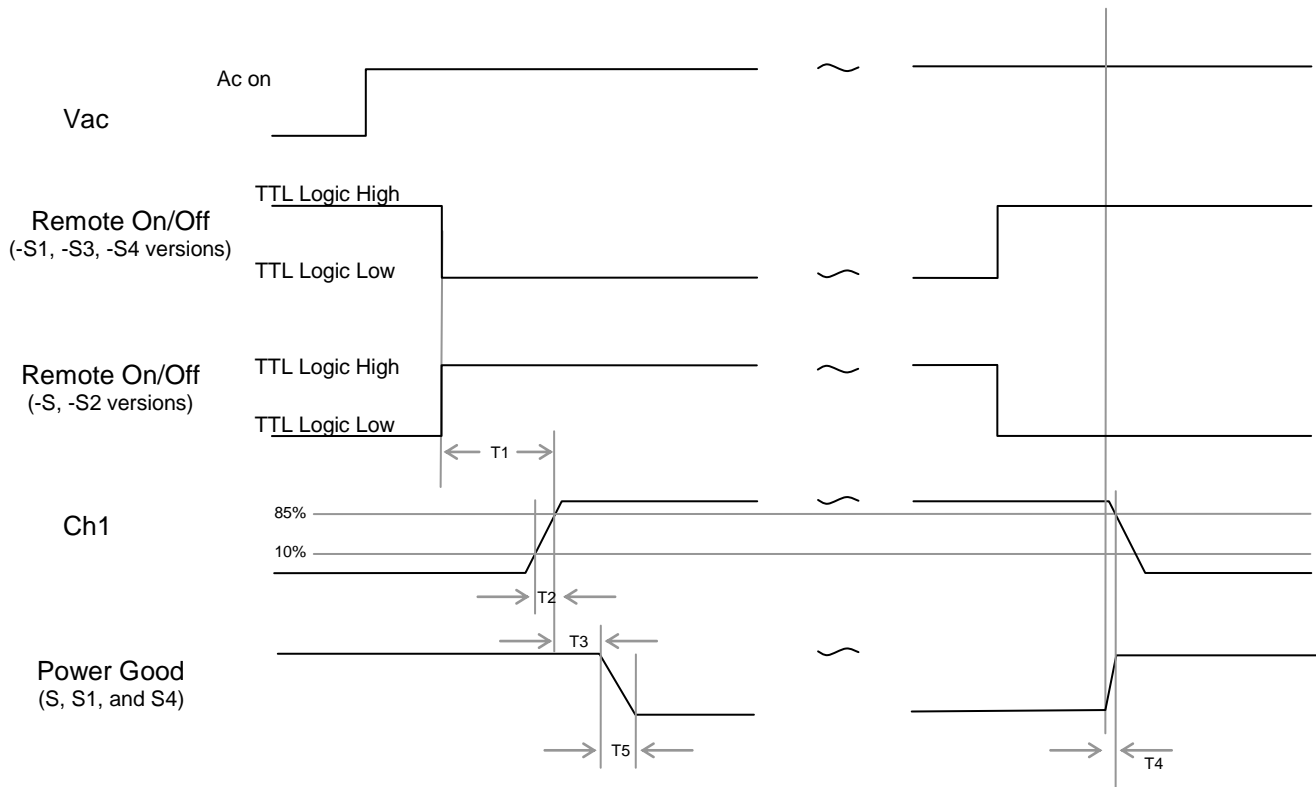 Ac on
Vac
TTL Logic High
Remote On/Off
(-S1, -S3, -S4 versions)
TTL Logic Low
TTL Logic High
Remote On/Off
(-S, -S2 versions)
TTL Logic Low
T1
85%
Ch1
10%
T2
T3
Power Good
(S, S1, and S4)
T5
T4